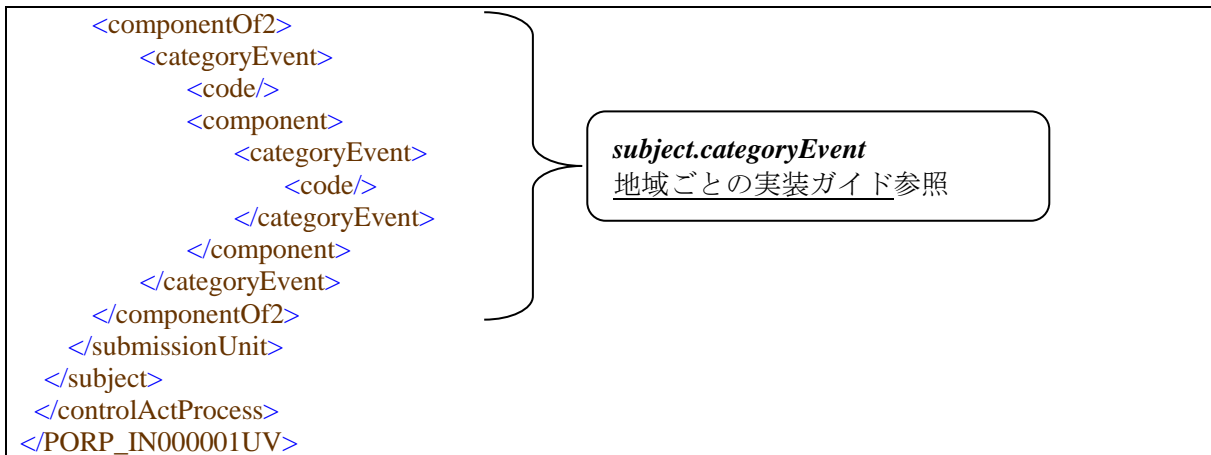 <componentOf2>
<categoryEvent>
<code/>
<component>
<categoryEvent>
<code/>
</categoryEvent>
</component>
</categoryEvent>
</componentOf2>
</submissionUnit>
</subject>
</controlActProcess>
</PORP_IN000001UV>
subject.categoryEvent
地域ごとの実装ガイド参照